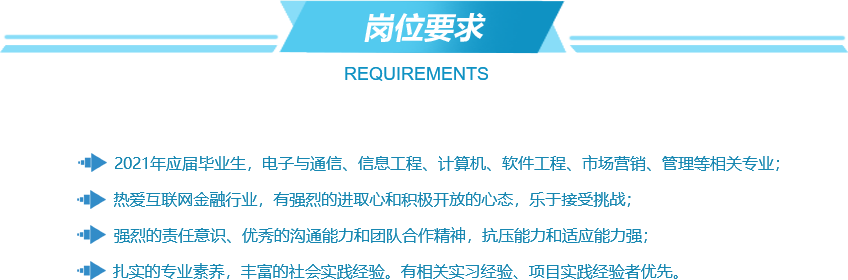 岗位要求
REQUIREMENTS
2021年应届毕业生，电子与通信、信息工程、计算机、软件工程、市场营销、管理等相关专业；
热爱互联网金融行业，有强烈的进取心和积极开放的心态，乐于接受挑战；
强烈的责任意识、优秀的沟通能力和团队合作精神，抗压能力和适应能力强；
扎实的专业素养，丰富的社会实践经验。有相关实习经验、项目实践经验者优先。